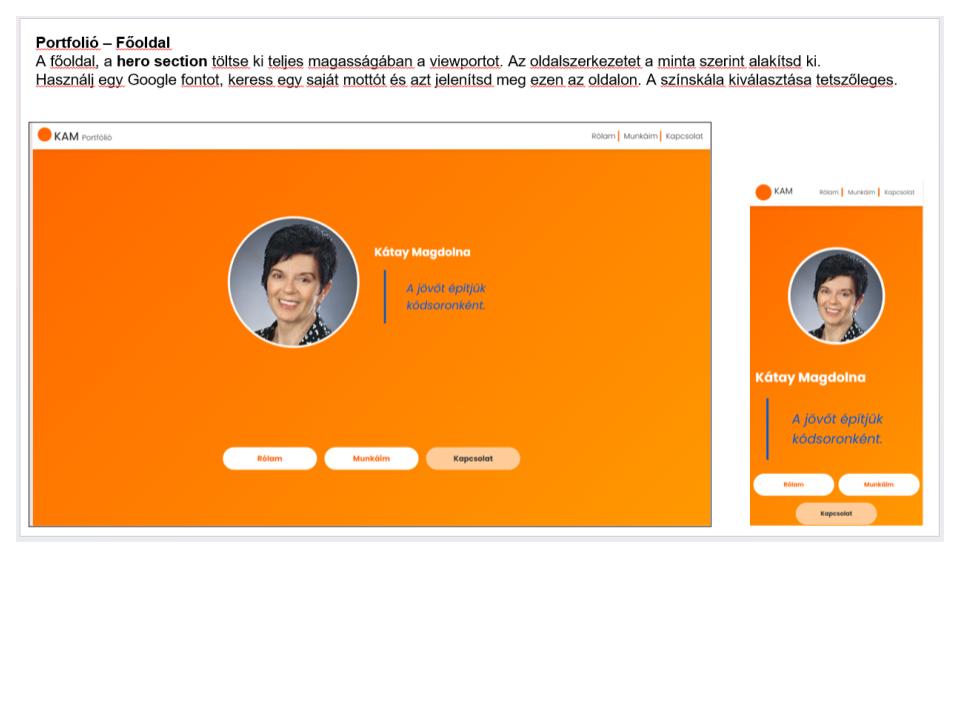 Portfolió – Főoldal
A főoldal, a hero section töltse ki teljes magasságában a viewportot. Az oldalszerkezetet a minta szerint alakítsd ki.
Használj egy Google fontot, keress egy saját mottót és azt jelenítsd meg ezen az oldalon. A színskála kiválasztása tetszőleges.
KAM Portfólió
Rólam | Munkáim | Kapcsolat
Kátay Magdolna
A jövőt építjük
kódsoronként.
Rólam
Munkáim
Kapcsolat
KAM
Rólam | Munkáim | Kapcsolat
Kátay Magdolna
A jövőt építjük
kódsoronként.
Rólam
Munkáim
Kapcsolat